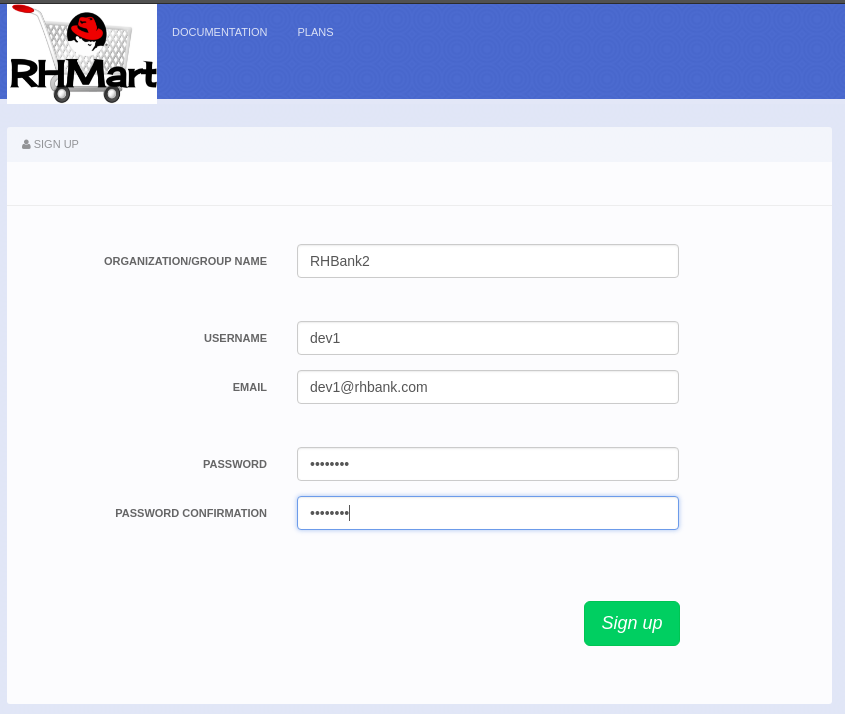 DOCUMENTATION PLANS
RHMart
SIGN UP
ORGANIZATION/GROUP NAME RHBank2
USERNAME dev1
EMAIL dev1@rhbank.com
PASSWORD ••••••••
PASSWORD CONFIRMATION ••••••••
Sign up